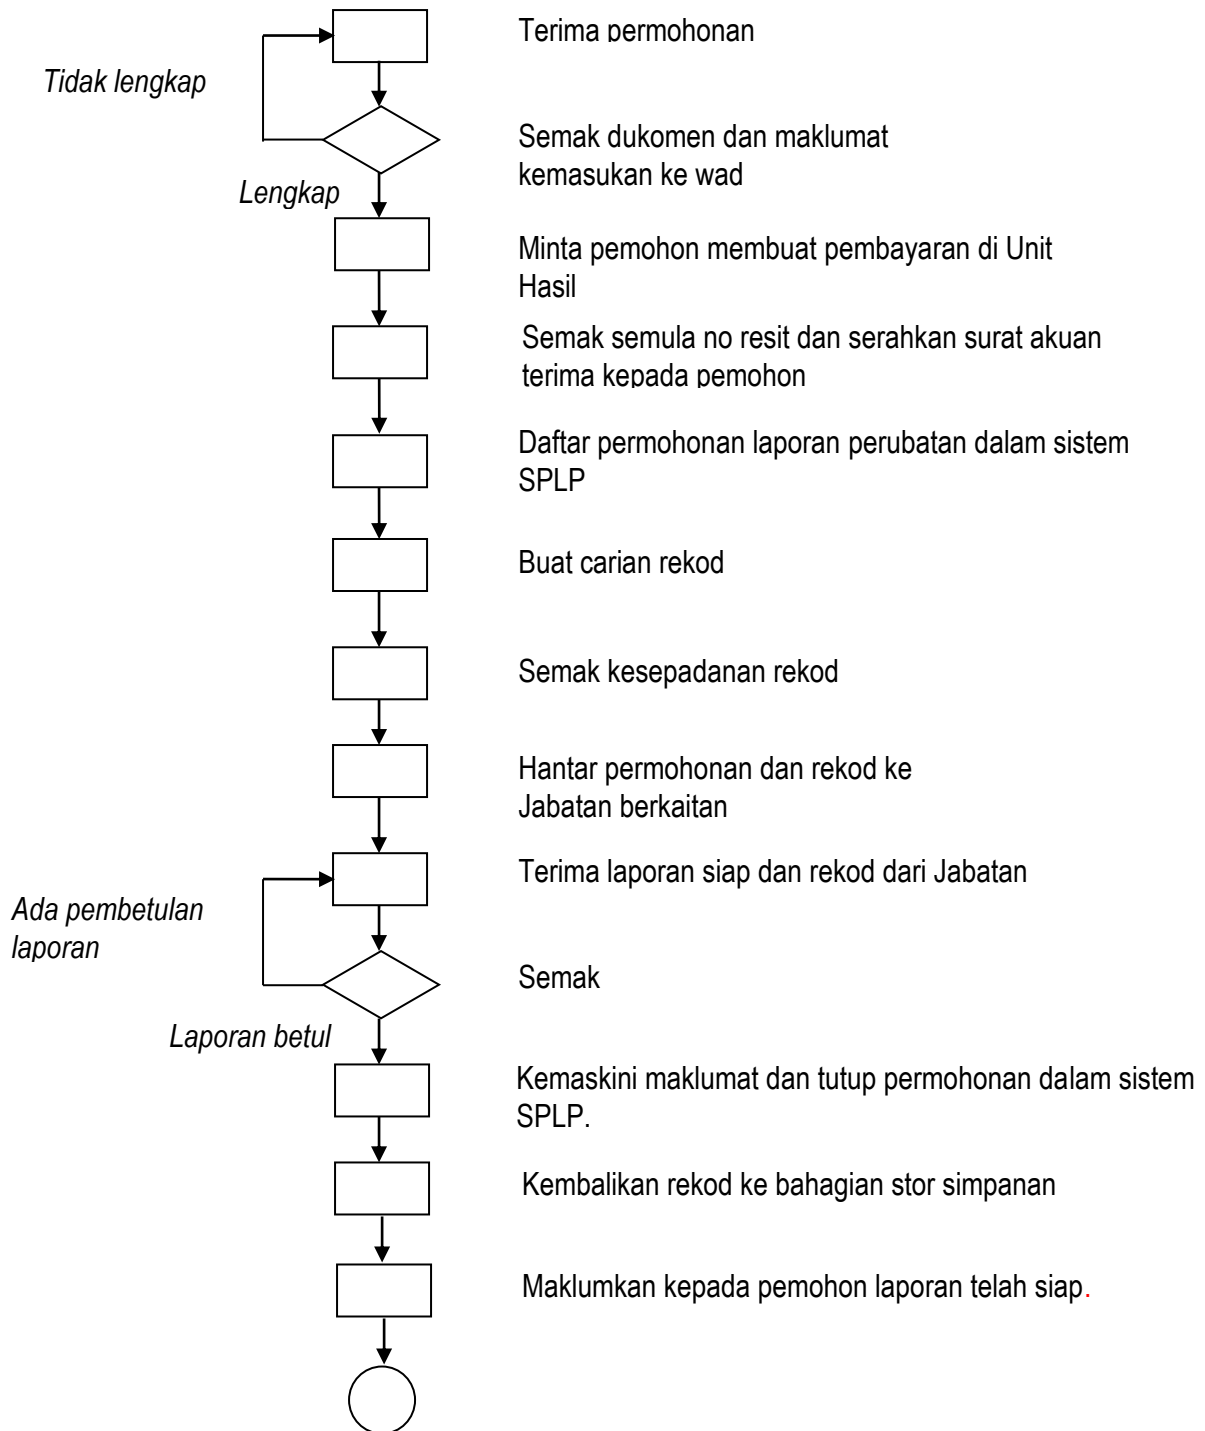 Terima permohonan
Tidak lengkap
Semak dukomen dan maklumat
kemasukan ke wad
Lengkap
Minta pemohon membuat pembayaran di Unit
Hasil
Semak semula no resit dan serahkan surat akuan
terima kepada pemohon
Daftar permohonan laporan perubatan dalam sistem
SPLP
Buat carian rekod
Semak kesepadanan rekod
Hantar permohonan dan rekod ke
Jabatan berkaitan
Terima laporan siap dan rekod dari Jabatan
Ada pembetulan
laporan
Semak
Laporan betul
Kemaskini maklumat dan tutup permohonan dalam sistem
SPLP.
Kembalikan rekod ke bahagian stor simpanan
Maklumkan kepada pemohon laporan telah siap.